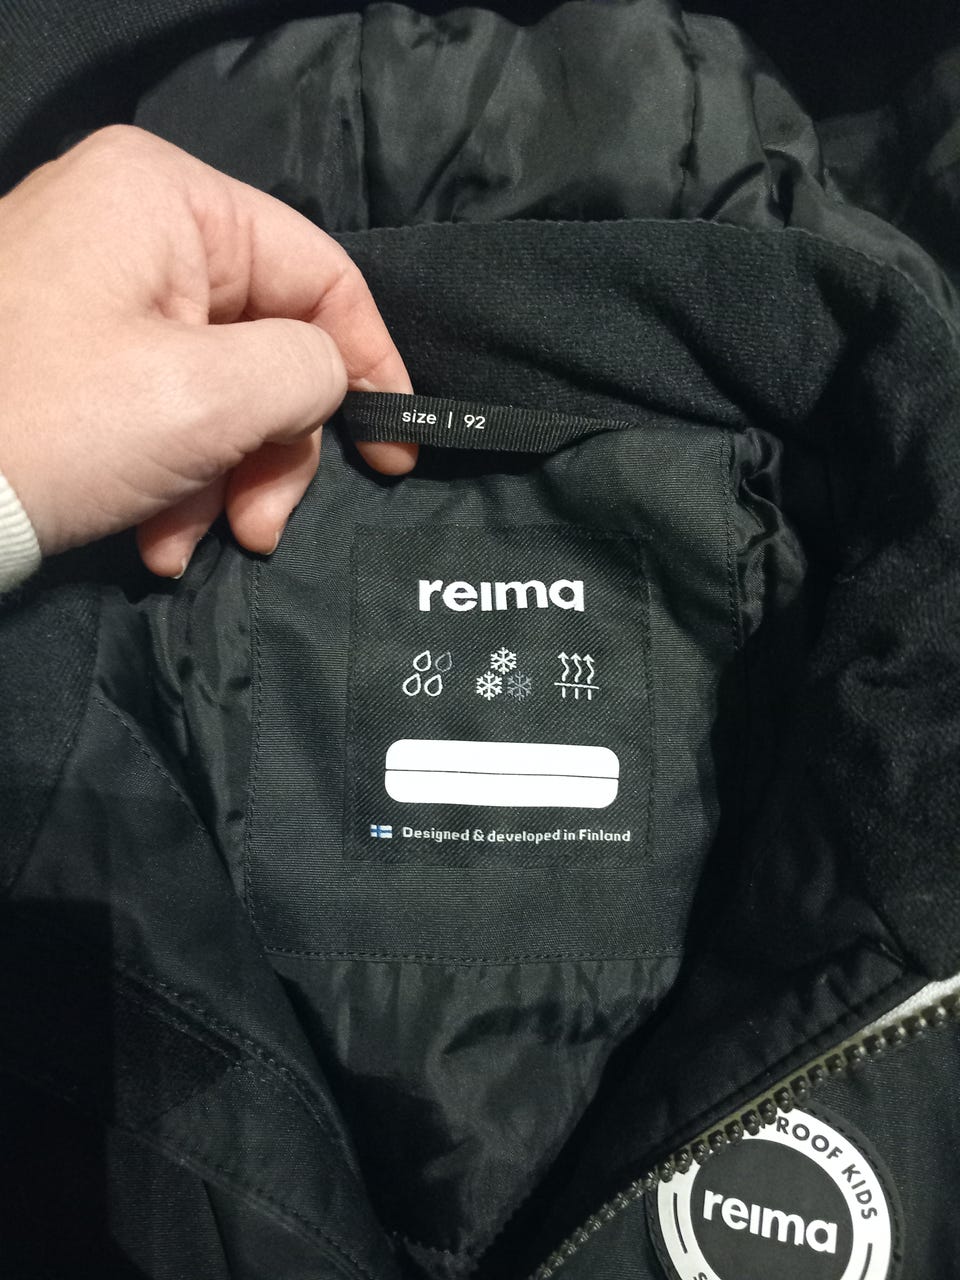 size | 92
reima
Designed & developed in Finland
ROOF KIDS
reima